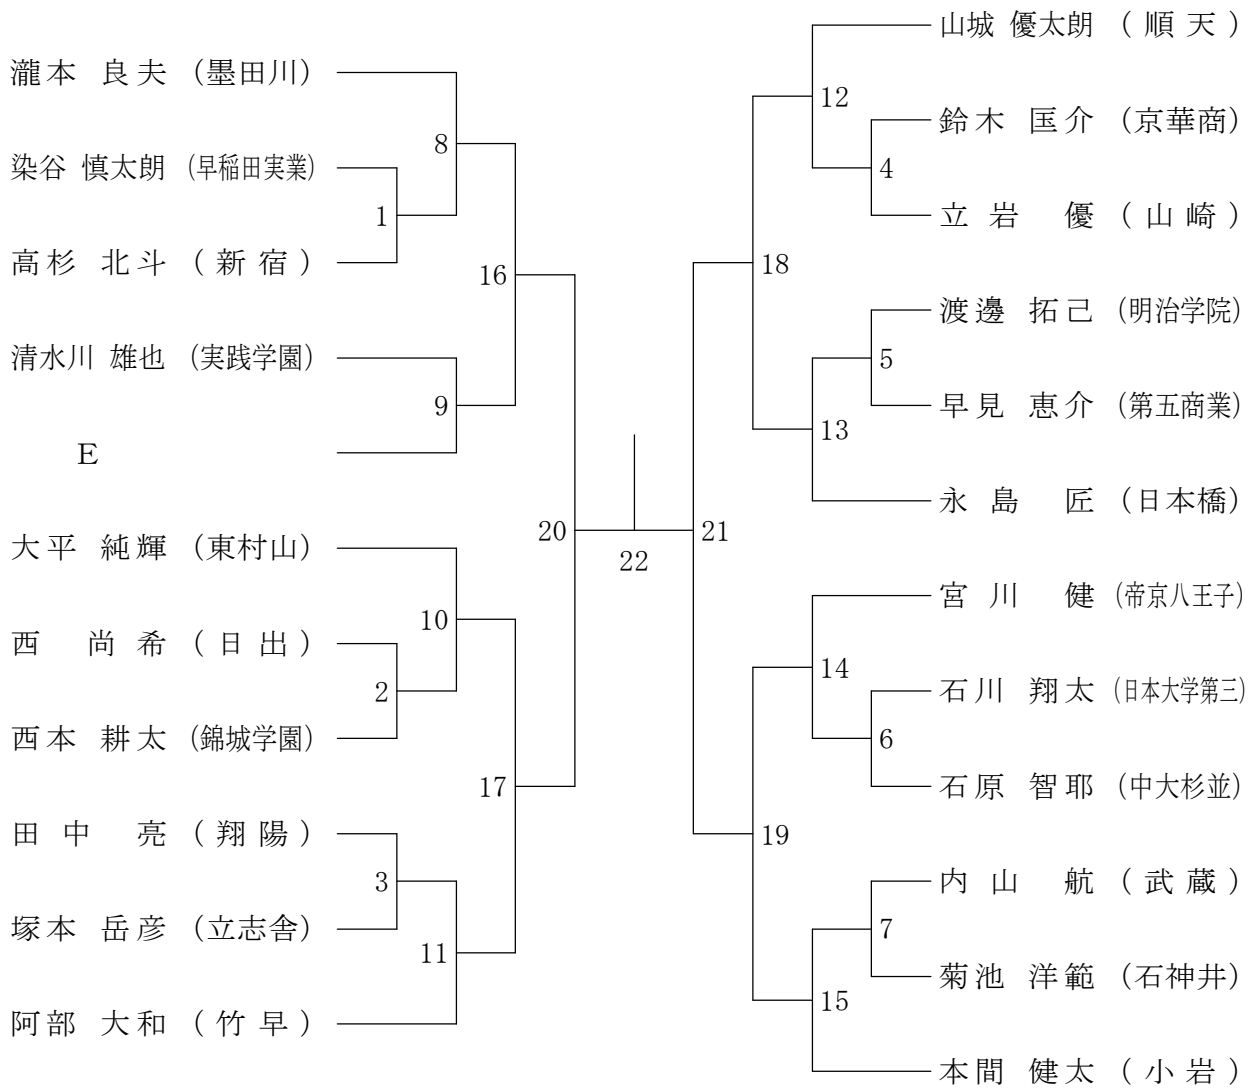 瀧本 良夫 (墨田川)
染谷 慎太朗 (早稲田実業)
高杉 北斗 (新宿)
清水川 雄也 (実践学園)
E
大平 純輝 (東村山)
西 尚希 (日出)
西本 耕太 (錦城学園)
田中 亮 (翔陽)
塚本 岳彦 (立志舎)
阿部 大和 (竹早)
8
1
16
9
10
2
17
3
11
20
22
21
12
4
18
5
13
14
6
19
7
15
山城 優太朗 (順天)
鈴木 匡介 (京華商)
立岩 優 (山崎)
渡邊 拓己 (明治学院)
早見 恵介 (第五商業)
永島 匠 (日本橋)
宮川 健 (帝京八王子)
石川 翔太 (日本大学第三)
石原 智耶 (中大杉並)
内山 航 (武蔵)
菊池 洋範 (石神井)
本間 健太 (小岩)